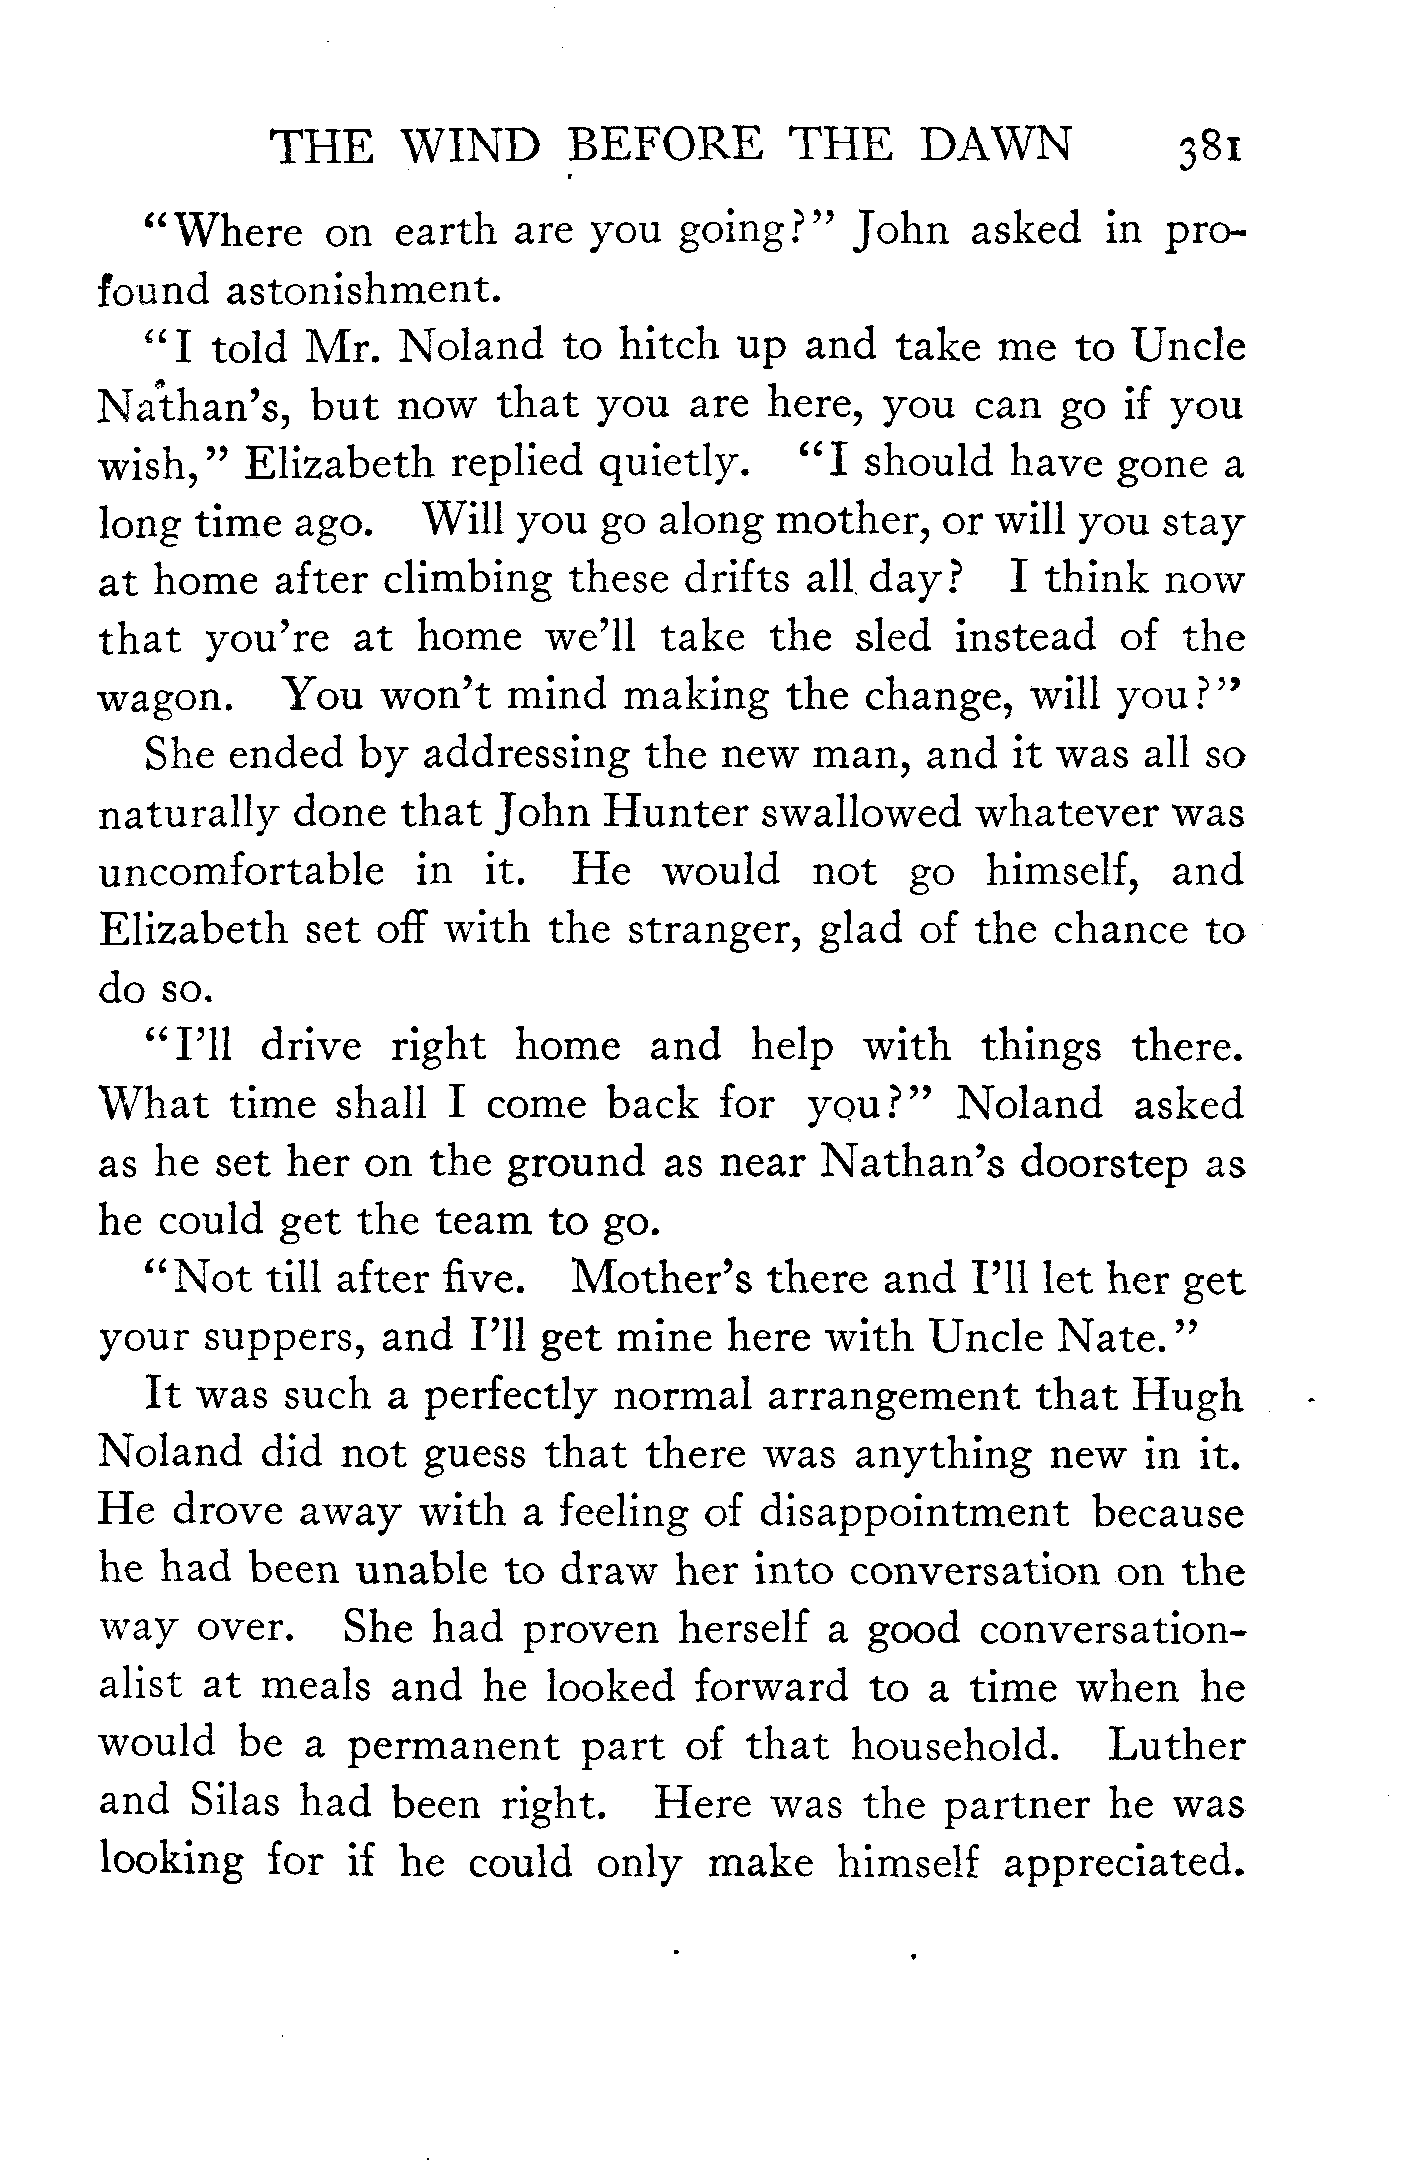 THE WIND BEFORE THE DAWN 381
“Where on earth are you going?” John asked in pro-
found astonishment.
“I told Mr. Noland to hitch up and take me to Uncle
Nathan’s, but now that you are here, you can go if you
wish,” Elizabeth replied quietly. “I should have gone a
long time ago. Will you go along mother, or will you stay
at home after climbing these drifts all day? I think now
that you’re at home we’ll take the sled instead of the
wagon. You won’t mind making the change, will you?”
She ended by addressing the new man, and it was all so
naturally done that John Hunter swallowed whatever was
uncomfortable in it. He would not go himself, and
Elizabeth set off with the stranger, glad of the chance to
do so.
“I’ll drive right home and help with things there.
What time shall I come back for you?” Noland asked
as he set her on the ground as near Nathan’s doorstep as
he could get the team to go.
“Not till after five. Mother’s there and I’ll let her get
your suppers, and I’ll get mine here with Uncle Nate.”
It was such a perfectly normal arrangement that Hugh
Noland did not guess that there was anything new in it.
He drove away with a feeling of disappointment because
he had been unable to draw her into conversation on the
way over. She had proven herself a good conversation-
alist at meals and he looked forward to a time when he
would be a permanent part of that household. Luther
and Silas had been right. Here was the partner he was
looking for if he could only make himself appreciated.